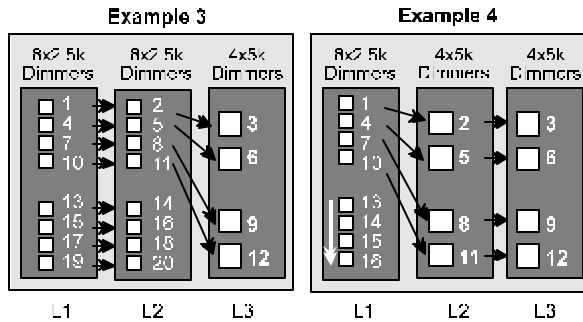 Example 3
8x2.5k Dimmers
8x2.5k Dimmers
4x5k Dimmers
1 2 3
4 5 6
7 8 9
10 11 12
13 14
15 16
17 18
19 20
L1 L2 L3
Example 4
8x2.5k Dimmers
4x5k Dimmers
4x5k Dimmers
1 2 3
4 5 6
7 8 9
10 11 12
13
14
15
16
L1 L2 L3